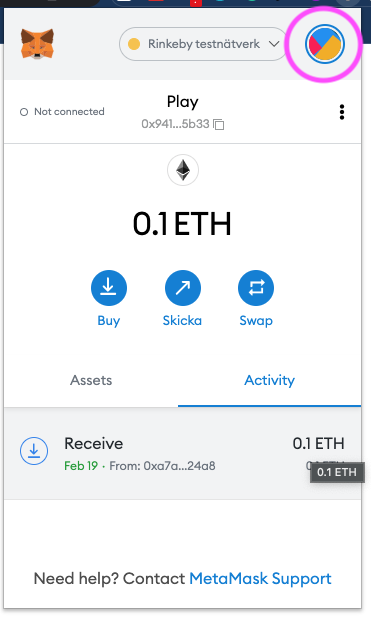 Rinkeby testnätverk
Not connected
Play
0x941...5b33
0.1 ETH
Buy
Skicka
Swap
Assets
Activity
Receive
0.1 ETH
Feb 19 · From: 0xa7a...24a8
0.1 ETH
Need help? Contact MetaMask Support